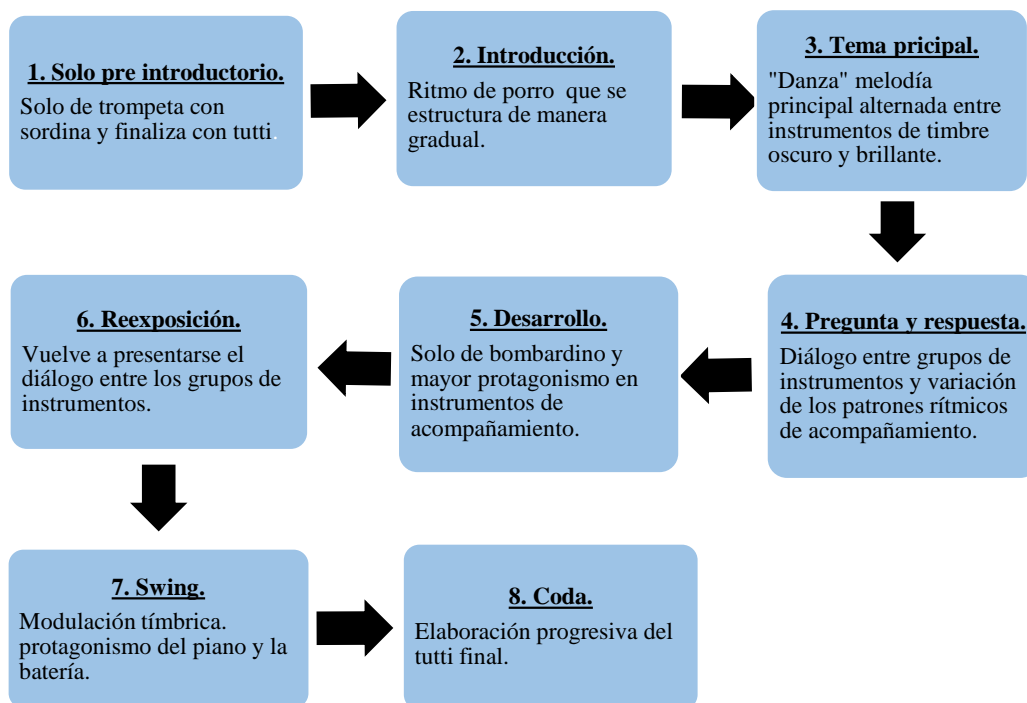 1. Solo pre introductorio.
Solo de trompeta con
sordina y finaliza con tutti.
2. Introducción.
Ritmo de porro que se
estructura de manera
gradual.
3. Tema pricipal.
"Danza" melodía
principal alternada entre
instrumentos de timbre
oscuro y brillante.
4. Pregunta y respuesta.
Diálogo entre grupos de
instrumentos y variación
de los patrones rítmicos
de acompañamiento.
5. Desarrollo.
Solo de bombardino y
mayor protagonismo en
instrumentos de
acompañamiento.
6. Reexposición.
Vuelve a presentarse el
diálogo entre los grupos de
instrumentos.
7. Swing.
Modulación tímbrica.
protagonismo del piano y la
batería.
8. Coda.
Elaboración progresiva del
tutti final.